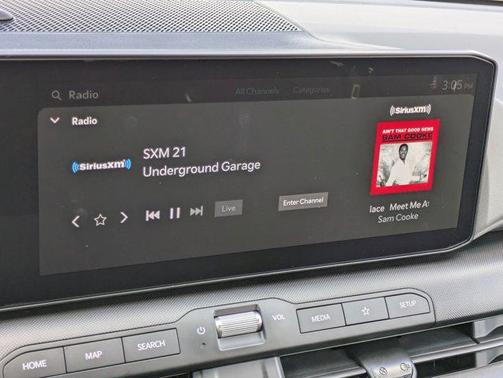 Radio
All Channels
Categories
3:05 PM
Radio
((SiriusXM))
((SiriusXM))
SXM 21
Underground Garage
AIN'T THAT GOOD NEWS
SAM COOKE
Live
Enter Channel
lace Meet Me A
Sam Cooke
HOME
MAP
SEARCH
VOL
MEDIA
SETUP